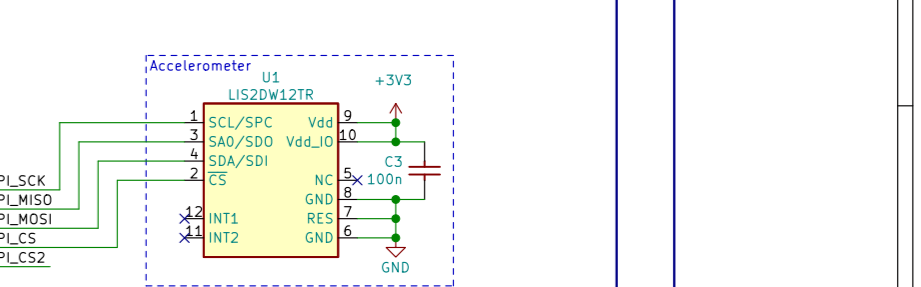 Accelerometer
U1
LIS2DW12TR
+3V3
1 SCL/SPC Vdd 9
3 SA0/SDO Vdd_IO 10
4 SDA/SDI
2 CS NC 5
C3
100n
GND 8
12 INT1 RES 7
11 INT2 GND 6
GND
PI_SCK
PI_MISO
PI_MOSI
PI_CS
PI_CS2